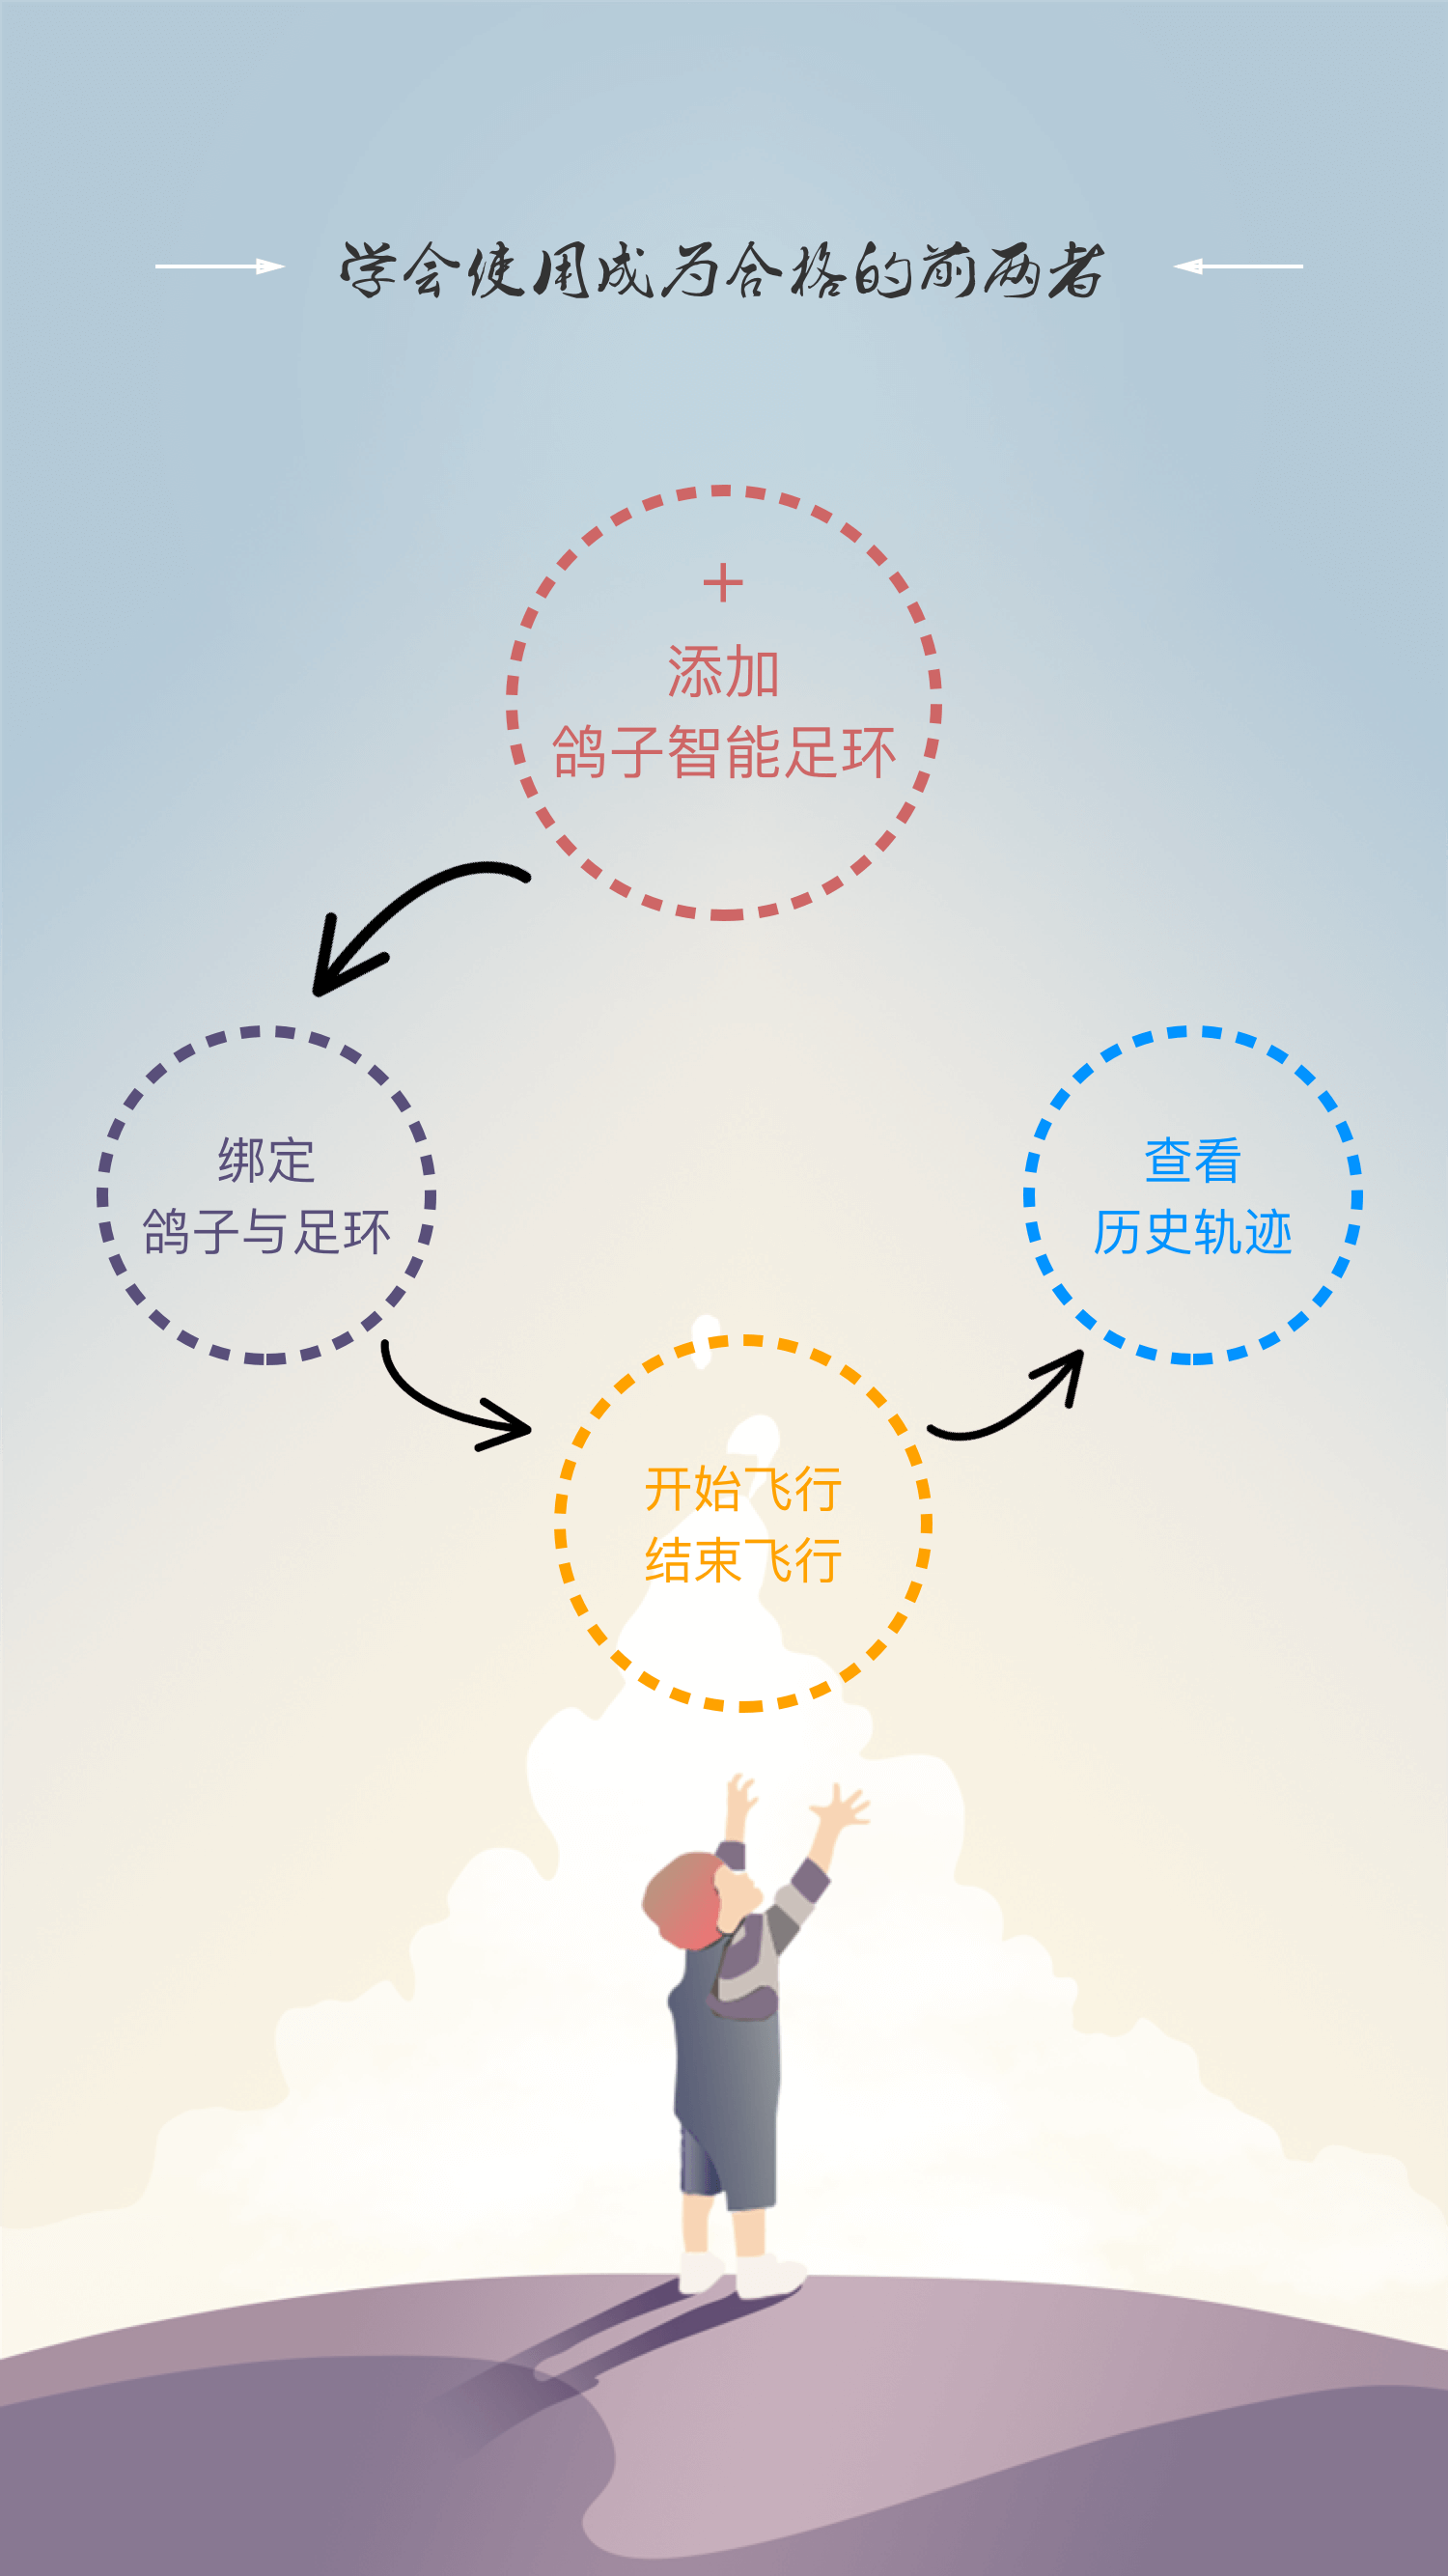 学会使用成为合格的前两者
+
添加
鸽子智能足环
绑定
鸽子与足环
查看
历史轨迹
开始飞行
结束飞行